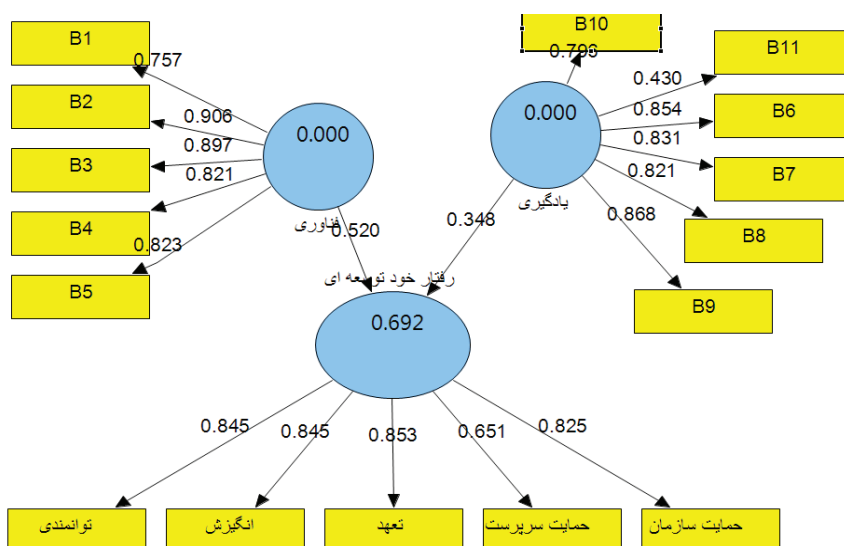 B1
0.757
B2
0.906
B3
0.897
B4
0.821
B5
0.823
0.000
فناوری
0.520
B10
0.796
B11
0.430
B6
0.854
B7
0.831
B8
0.821
B9
0.868
0.000
یادگیری
0.348
رفتار خود توسعه ای
0.692
0.845
0.845
0.853
0.651
0.825
توانمندی
انگیزش
تعهد
حمایت سرپرست
حمایت سازمان